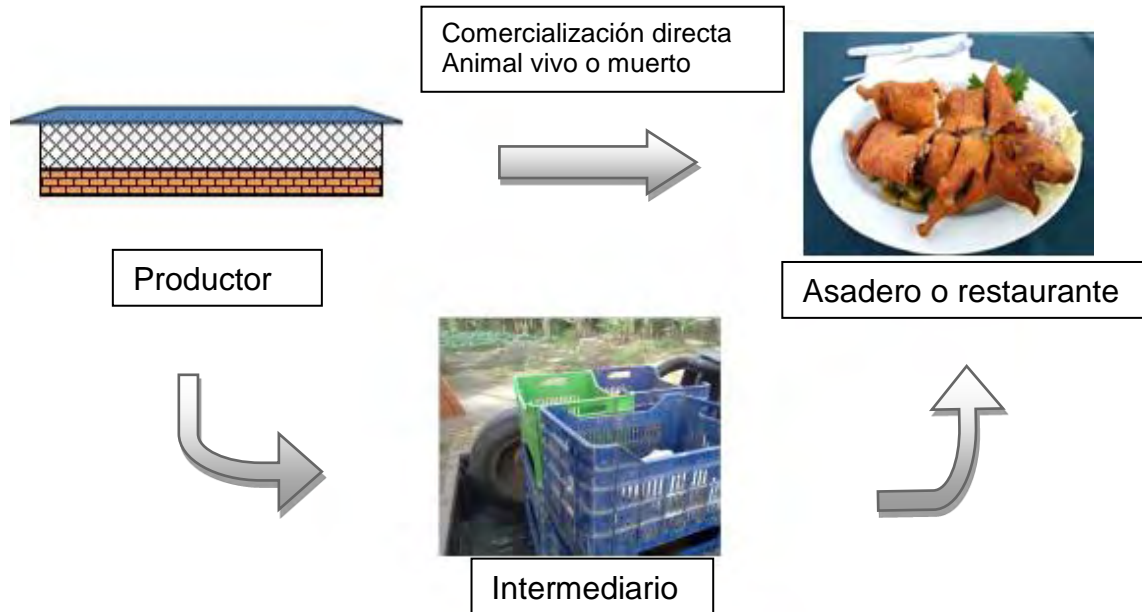 Comercialización directa
Animal vivo o muerto
Productor
Asadero o restaurante
Intermediario